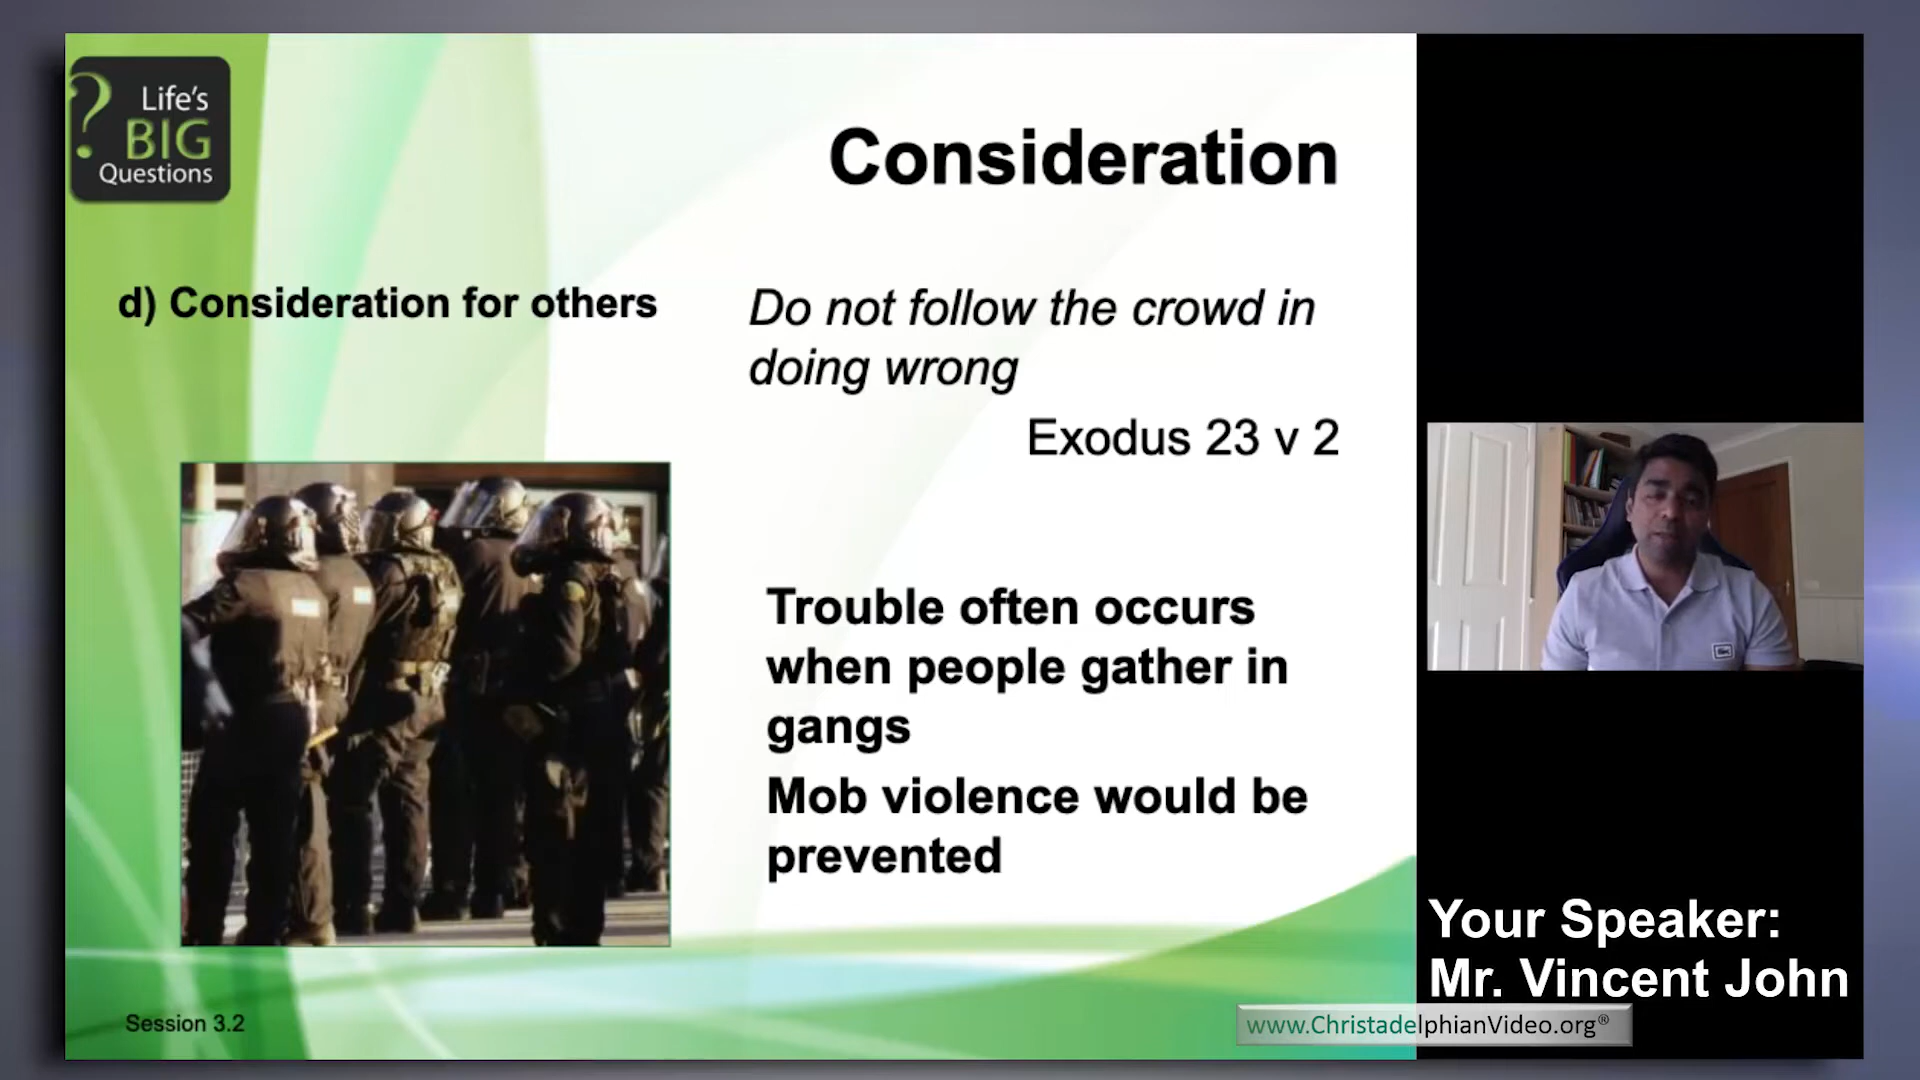 ?
Life's
BIG
Questions
Consideration
d) Consideration for others
Do not follow the crowd in
doing wrong
Exodus 23 v 2
Trouble often occurs
when people gather in
gangs
Mob violence would be
prevented
Session 3.2
Your Speaker:
Mr. Vincent John
www.ChristadelphianVideo.org®